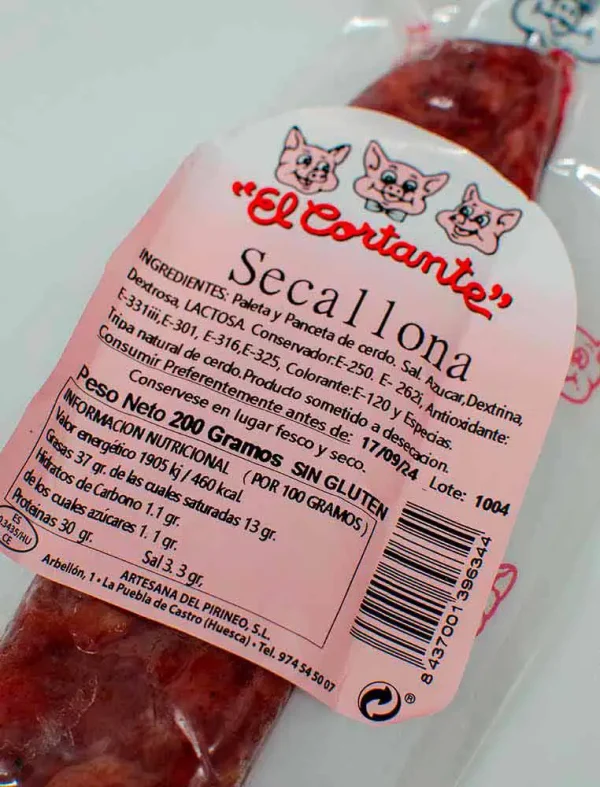 "El Cortante"
Secallona
INGREDIENTES: Paleta y Panceta de cerdo. Sal, Azucar, Dextrina,
Dextrosa, LACTOSA. Conservador:E-250. E- 262i, Antioxidante:
E-331iii,E-301, E-316,E-325, Colorante:E-120 y Especias.
Tripa natural de cerdo.Producto sometido a desecacion.
Consumir Preferentemente antes de: 17/09/24 Lote: 1004
Conservese en lugar fesco y seco.
Peso Neto 200 Gramos SIN GLUTEN
INFORMACION NUTRICIONAL (POR 100 GRAMOS)
Valor energético 1905 kj / 460 kcal.
Grasas 37 gr. de las cuales saturadas 13 gr.
Hidratos de Carbono 1.1 gr.
de los cuales azúcares 1. 1 gr.
Proteinas 30 gr. Sal 3, 3 gr,
ES
CE
ARTESANA DEL PIRINEO, S.L.
Arbellón, 1 • La Puebla de Castro (Huesca) • Tel. 974 54 50 07
8 437001 396344
®